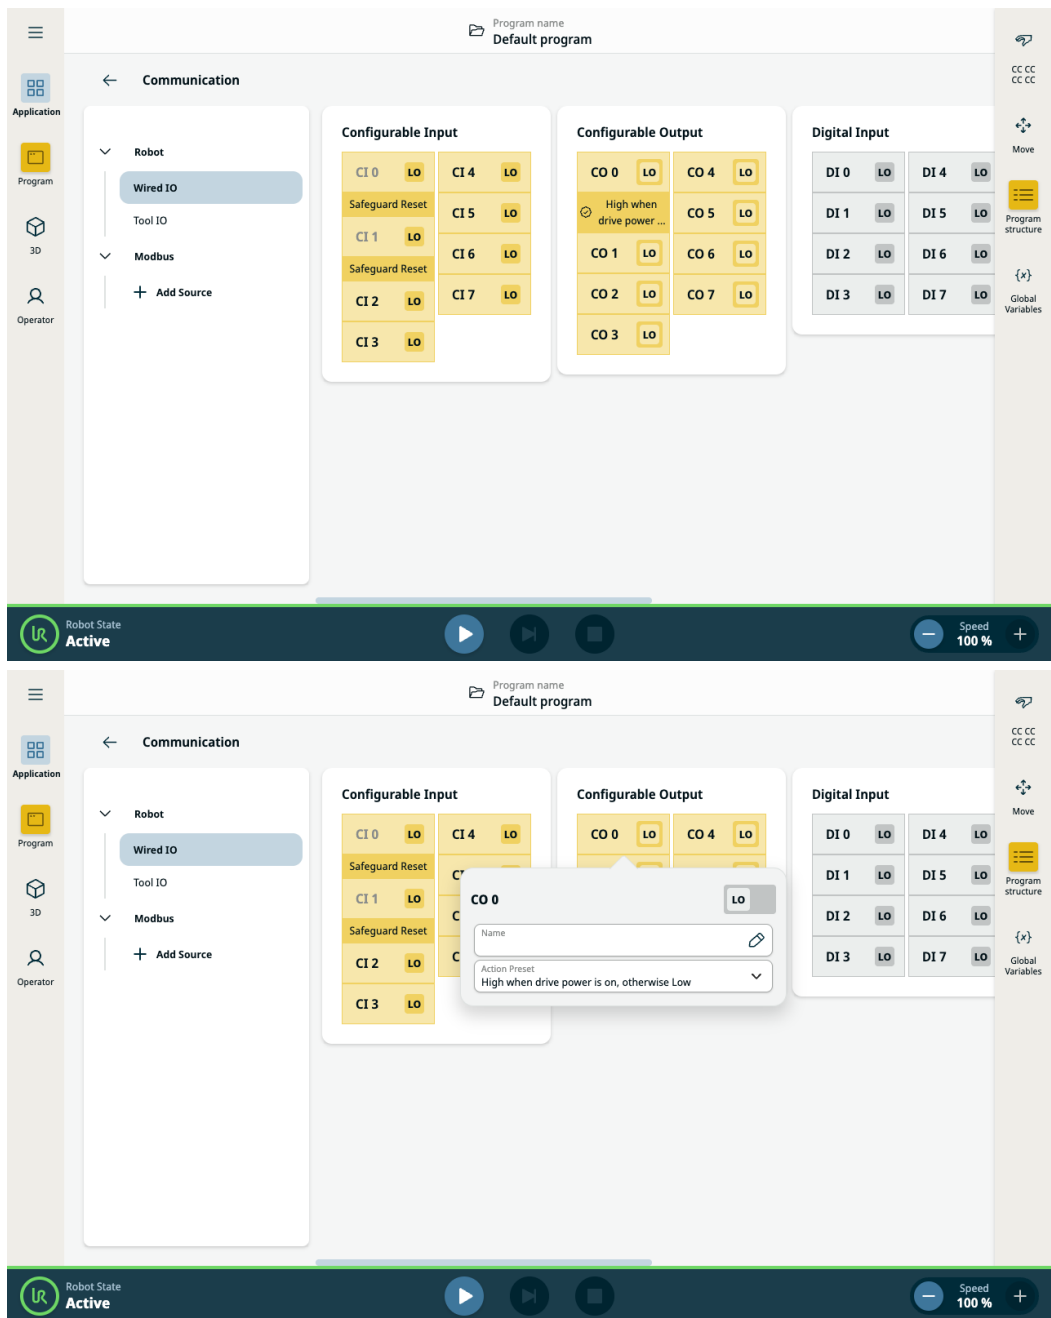 Program name
Default program
Application
Program
3D
Operator
Communication
Robot
Wired IO
Tool IO
Modbus
Add Source
Configurable Input
CI 0 LO
Safeguard Reset
CI 1 LO
Safeguard Reset
CI 2 LO
CI 3 LO
CI 4 LO
CI 5 LO
CI 6 LO
CI 7 LO
Configurable Output
CO 0 LO
High when
drive power ...
CO 1 LO
CO 2 LO
CO 3 LO
CO 4 LO
CO 5 LO
CO 6 LO
CO 7 LO
Digital Input
DI 0 LO
DI 1 LO
DI 2 LO
DI 3 LO
DI 4 LO
DI 5 LO
DI 6 LO
DI 7 LO
CC CC
CC CC
Move
Program
structure
{x}
Global
Variables
UR
Robot State
Active
Speed
100 %
Program name
Default program
Application
Program
3D
Operator
Communication
Robot
Wired IO
Tool IO
Modbus
Add Source
Configurable Input
CI 0 LO
Safeguard Reset
CI 1 LO
Safeguard Reset
CI 2 LO
CI 3 LO
CI 4 LO
Configurable Output
CO 0 LO
CO 4 LO
CO 0 LO
Name
Action Preset
High when drive power is on, otherwise Low
Digital Input
DI 0 LO
DI 1 LO
DI 2 LO
DI 3 LO
DI 4 LO
DI 5 LO
DI 6 LO
DI 7 LO
CC CC
CC CC
Move
Program
structure
{x}
Global
Variables
UR
Robot State
Active
Speed
100 %